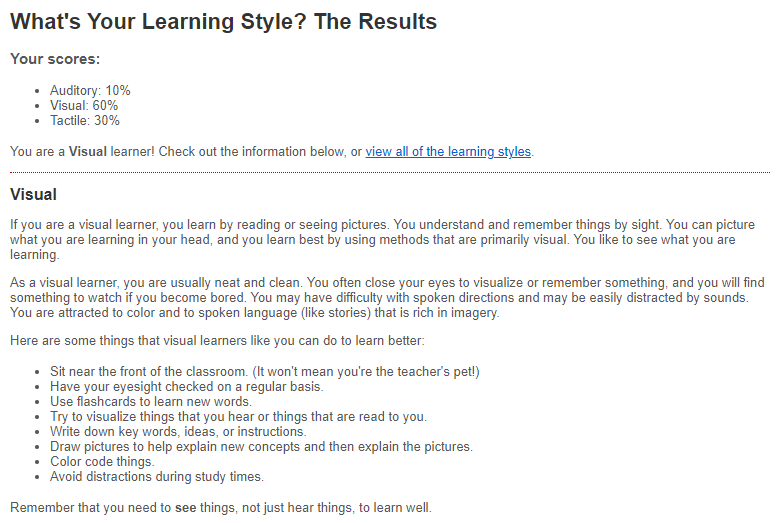 What's Your Learning Style? The Results
Your scores:
• Auditory: 10%
• Visual: 60%
• Tactile: 30%
You are a Visual learner! Check out the information below, or view all of the learning styles.
Visual
If you are a visual learner, you learn by reading or seeing pictures. You understand and remember things by sight. You can picture
what you are learning in your head, and you learn best by using methods that are primarily visual. You like to see what you are
learning.
As a visual learner, you are usually neat and clean. You often close your eyes to visualize or remember something, and you will find
something to watch if you become bored. You may have difficulty with spoken directions and may be easily distracted by sounds.
You are attracted to color and to spoken language (like stories) that is rich in imagery.
Here are some things that visual learners like you can do to learn better:
• Sit near the front of the classroom. (It won't mean you're the teacher's pet!)
• Have your eyesight checked on a regular basis.
• Use flashcards to learn new words.
• Try to visualize things that you hear or things that are read to you.
• Write down key words, ideas, or instructions.
• Draw pictures to help explain new concepts and then explain the pictures.
• Color code things.
• Avoid distractions during study times.
Remember that you need to see things, not just hear things, to learn well.